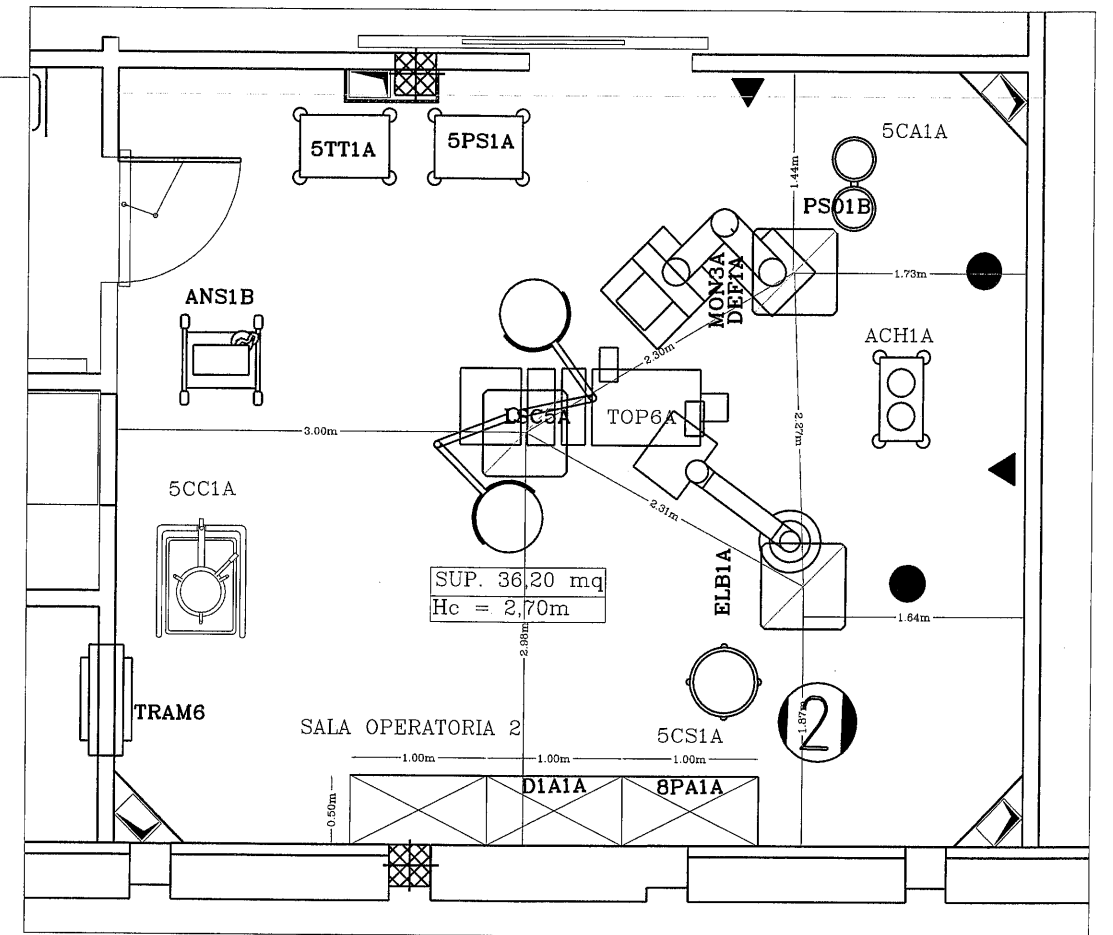 5CA1A
5TT1A
5PS1A
1.44m
PS01B
MON3A
DEF1A
1.73m
ANS1B
ACH1A
2.30m
LSC5A
TOP6A
3.00m
2.27m
5CC1A
2.31m
SUP. 36,20 mq
Hc = 2,70m
ELB1A
1.64m
2.98m
TRAM6
SALA OPERATORIA 2
5CS1A
1.87m
2
1.00m
1.00m
1.00m
D1A1A
8PA1A
0.50m